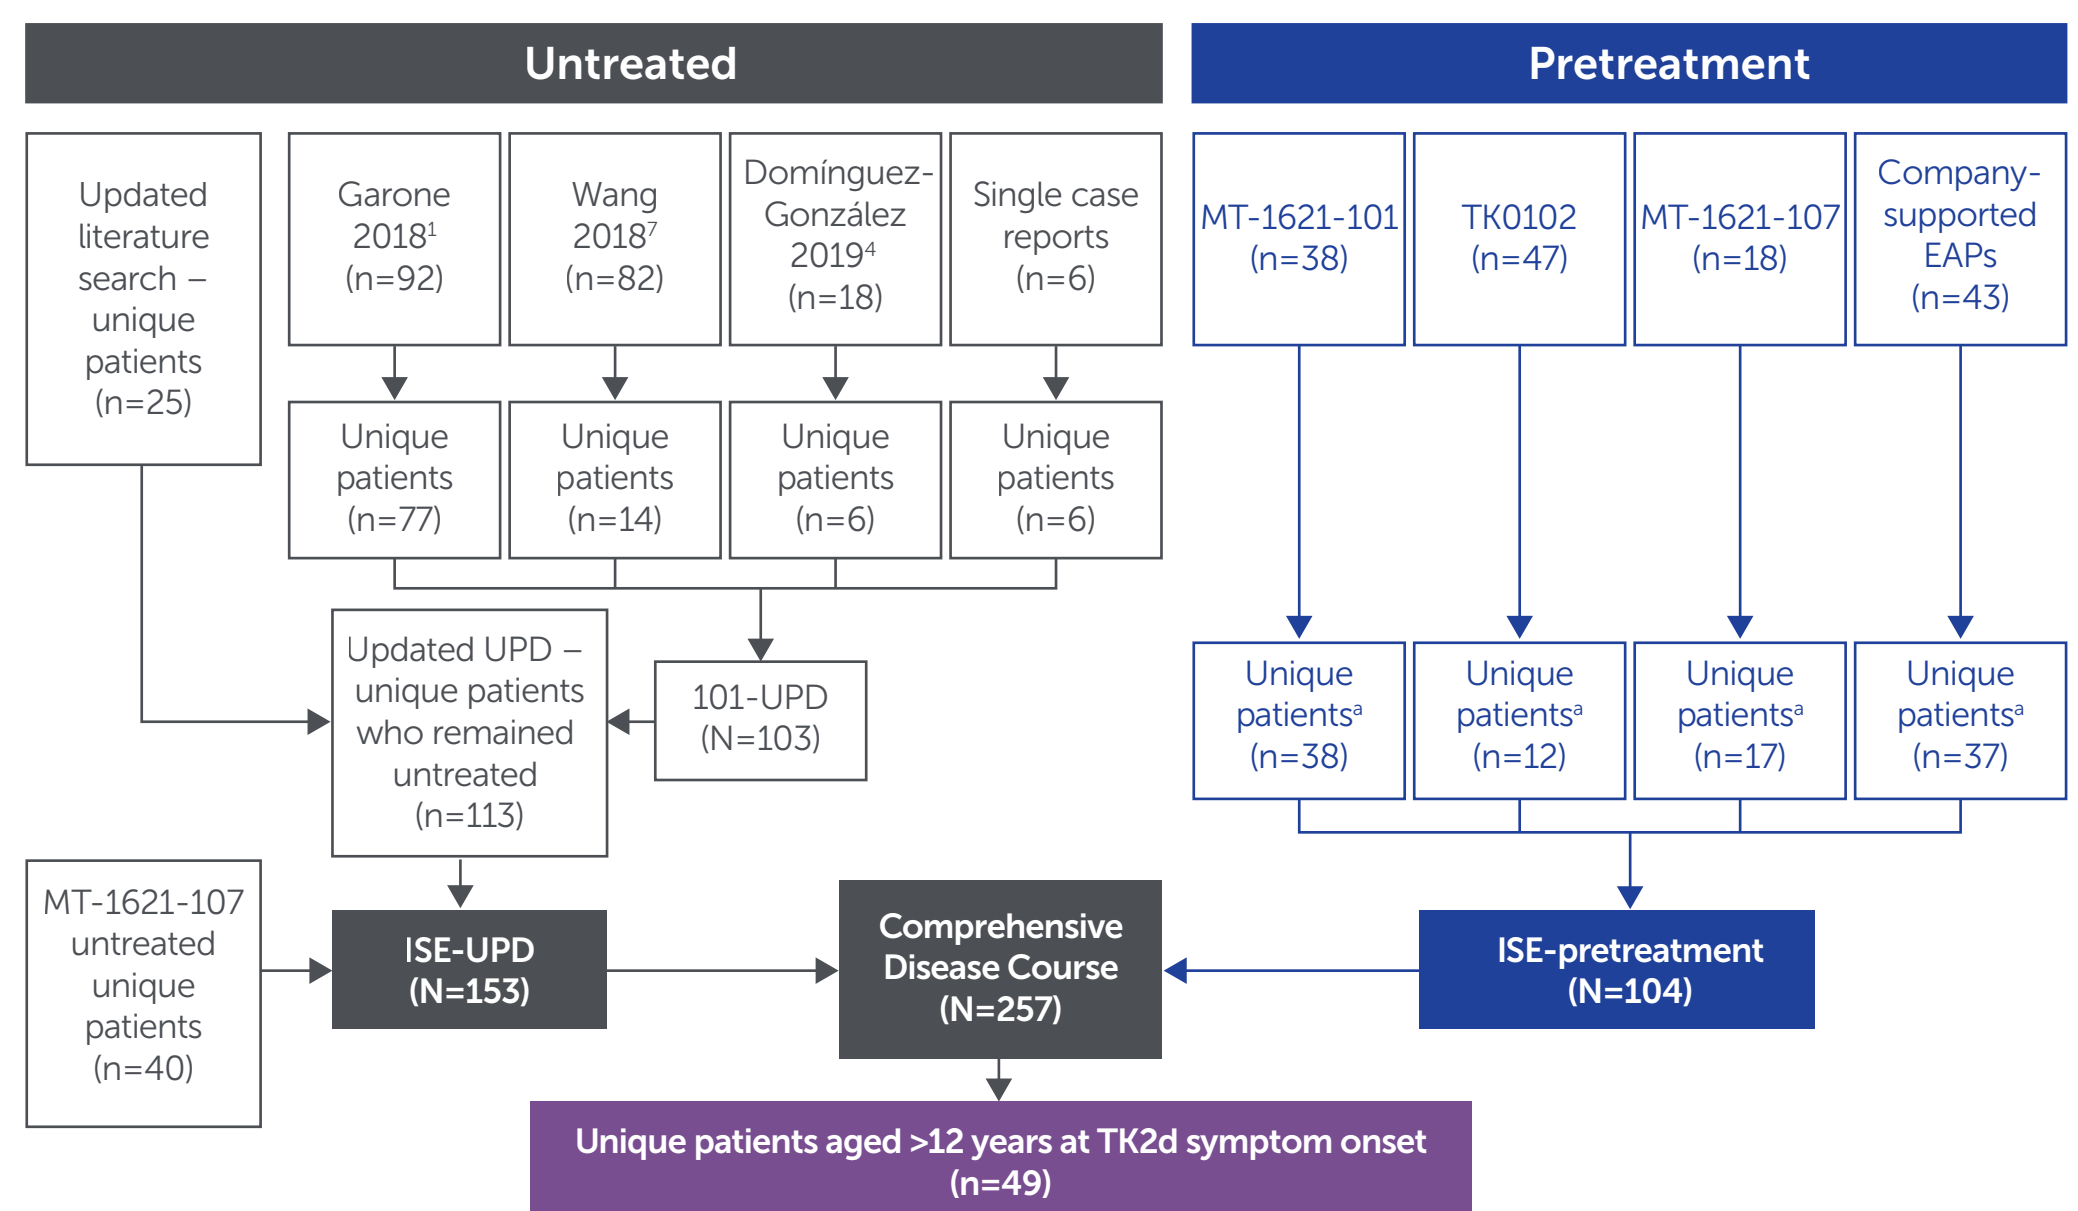 Untreated
Pretreatment
Updated
literature
search –
unique
patients
(n=25)
Garone
2018¹
(n=92)
Wang
2018⁷
(n=82)
Domínguez-
González
2019⁴
(n=18)
Single case
reports
(n=6)
MT-1621-101
(n=38)
TK0102
(n=47)
MT-1621-107
(n=18)
Company-
supported
EAPs
(n=43)
Unique
patients
(n=77)
Unique
patients
(n=14)
Unique
patients
(n=6)
Unique
patients
(n=6)
Updated UPD –
unique patients
who remained
untreated
(n=113)
101-UPD
(N=103)
Unique
patientsᵃ
(n=38)
Unique
patientsᵃ
(n=12)
Unique
patientsᵃ
(n=17)
Unique
patientsᵃ
(n=37)
MT-1621-107
untreated
unique
patients
(n=40)
ISE-UPD
(N=153)
Comprehensive
Disease Course
(N=257)
ISE-pretreatment
(N=104)
Unique patients aged >12 years at TK2d symptom onset
(n=49)